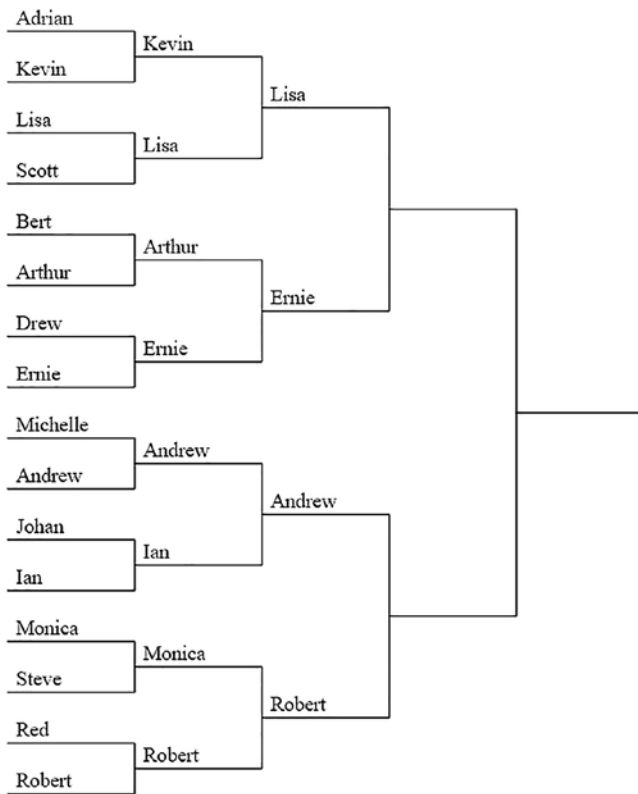 Adrian
Kevin
Kevin
Lisa
Lisa
Lisa
Scott
Bert
Arthur
Arthur
Ernie
Drew
Ernie
Ernie
Michelle
Andrew
Andrew
Andrew
Johan
Ian
Ian
Monica
Monica
Steve
Robert
Red
Robert
Robert